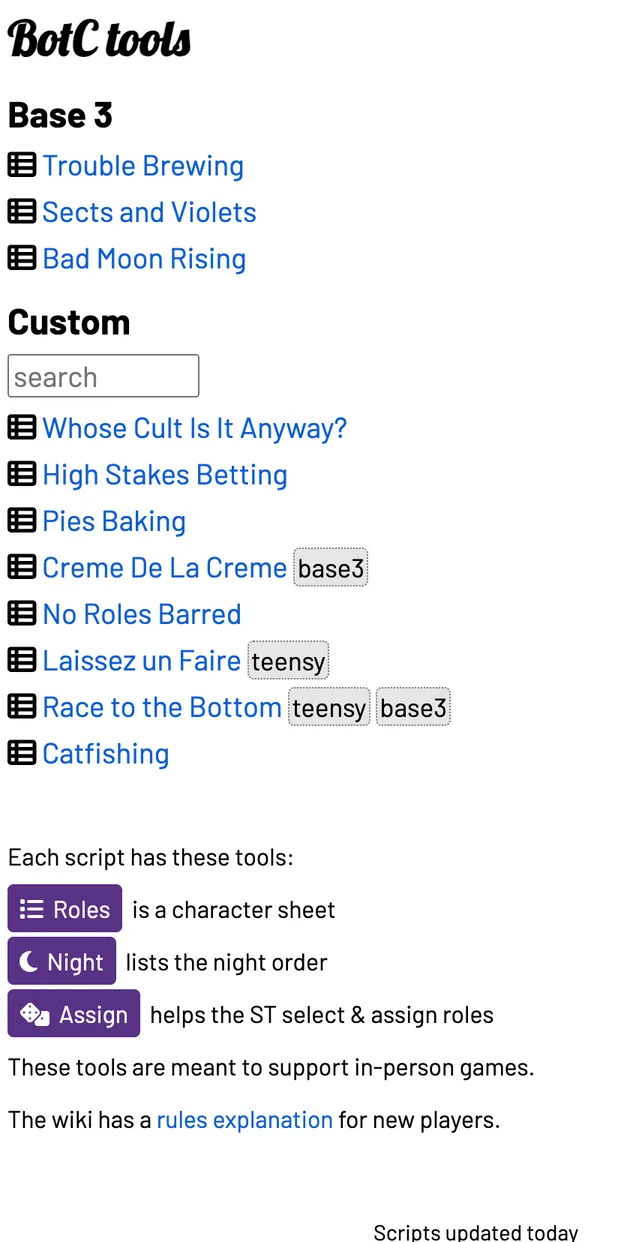 BotC tools
Base 3
Trouble Brewing
Sects and Violets
Bad Moon Rising
Custom
search
Whose Cult Is It Anyway?
High Stakes Betting
Pies Baking
Creme De La Creme base3
No Roles Barred
Laissez un Faire teensy
Race to the Bottom teensy base3
Catfishing
Each script has these tools:
Roles is a character sheet
Night lists the night order
Assign helps the ST select & assign roles
These tools are meant to support in-person games.
The wiki has a rules explanation for new players.
Scripts updated today